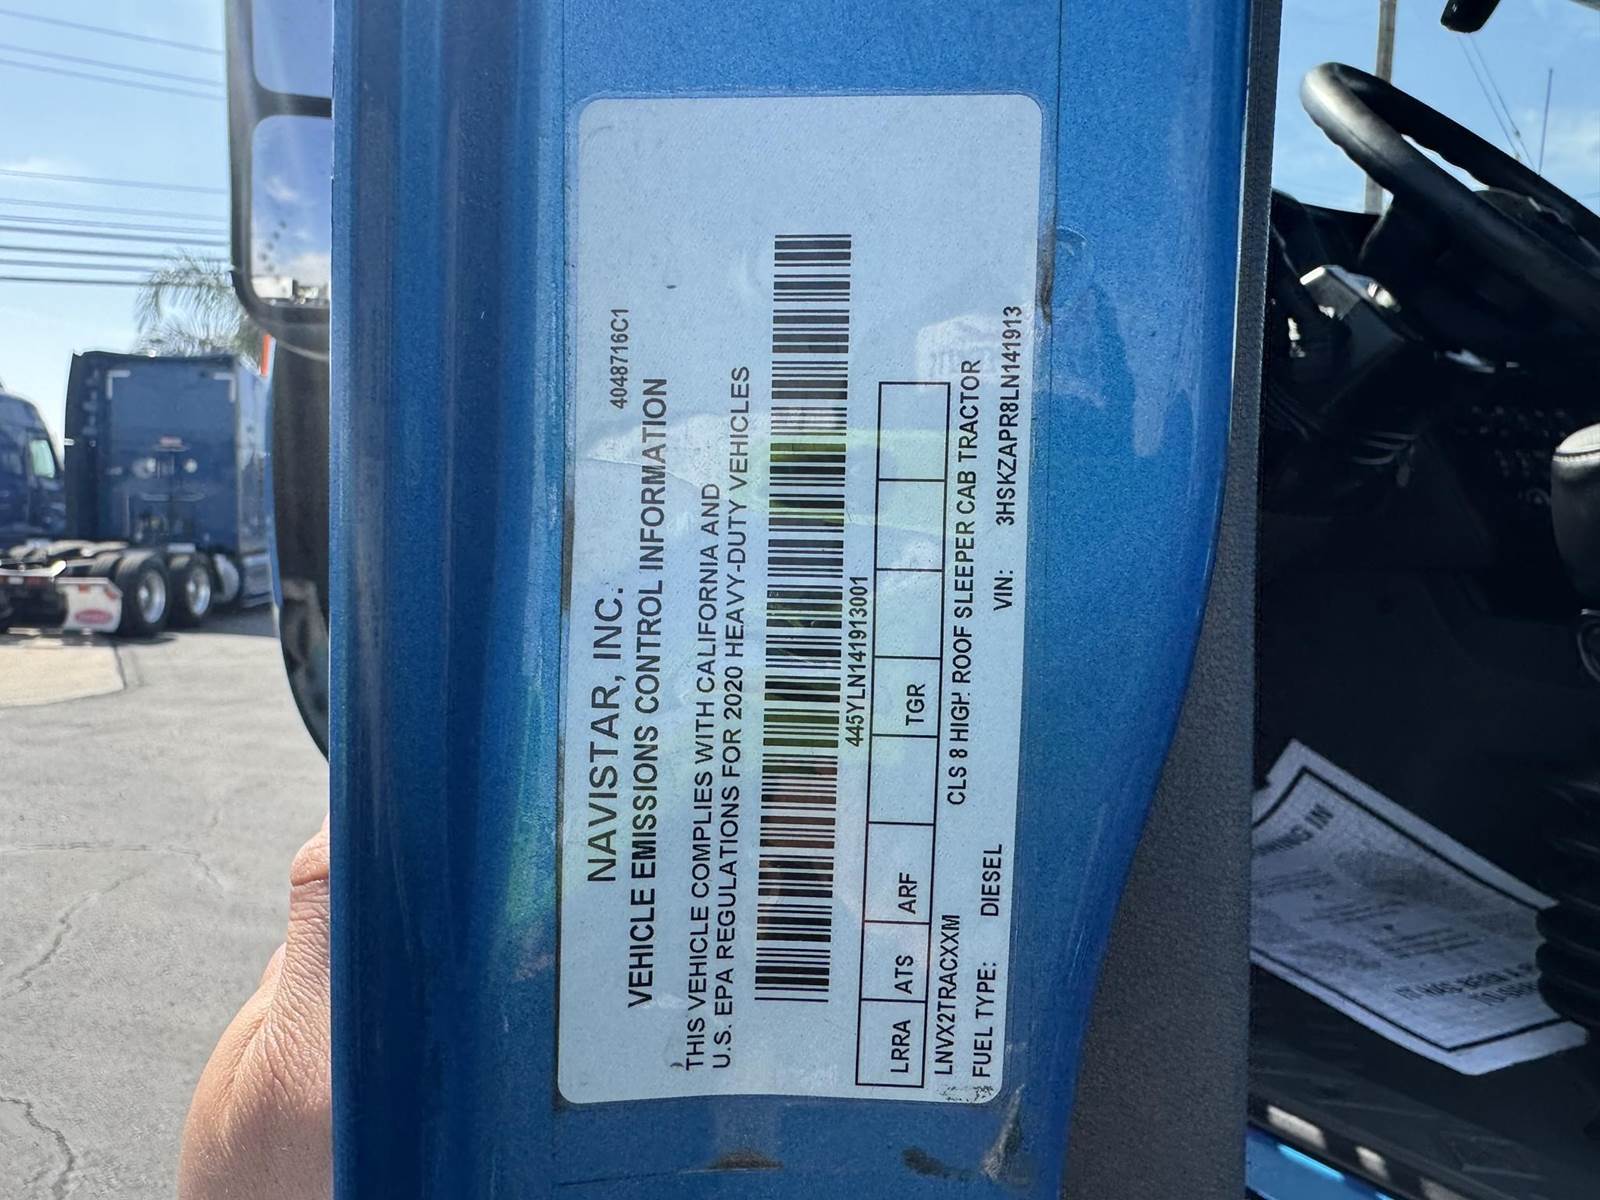 4048716C1
NAVISTAR, INC.
VEHICLE EMISSIONS CONTROL INFORMATION
THIS VEHICLE COMPLIES WITH CALIFORNIA AND
U.S. EPA REGULATIONS FOR 2020 HEAVY-DUTY VEHICLES
445YLN141913001
LRRA ATS ARF TGR
LNVX2TRACXXM CLS 8 HIGH ROOF SLEEPER CAB TRACTOR
FUEL TYPE: DIESEL VIN: 3HSKZAPR8LN141913